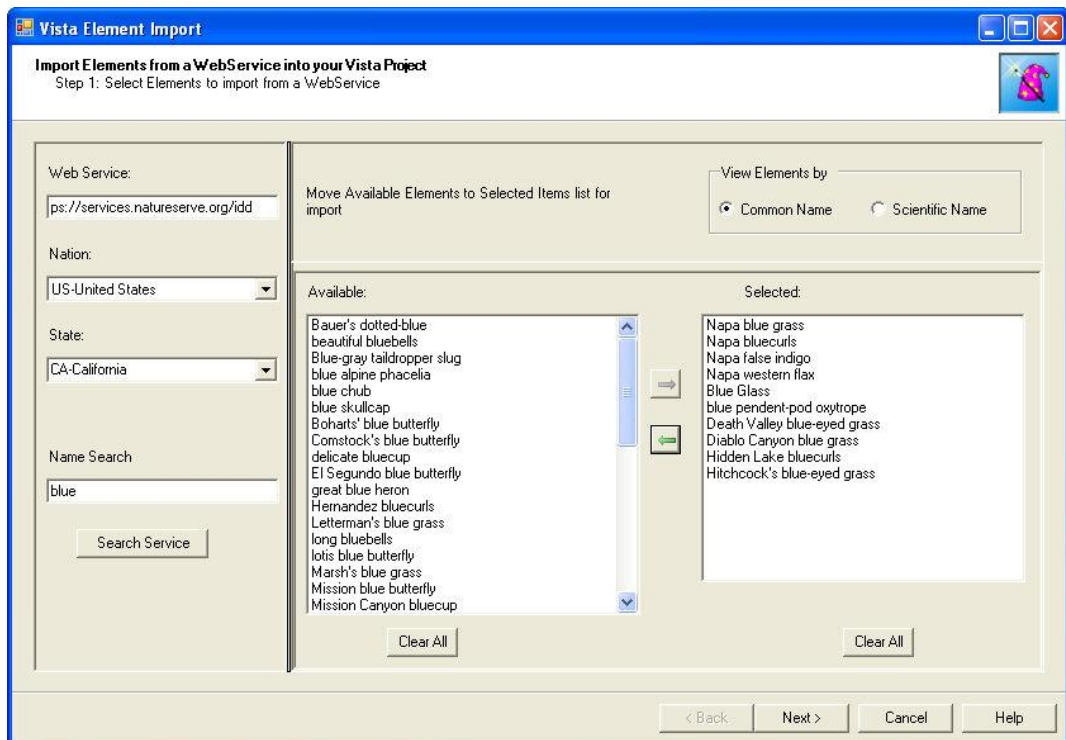 Vista Element Import
Import Elements from a WebService into your Vista Project
Step 1: Select Elements to import from a WebService
Web Service:
ps://services.natureserve.org/idd
Nation:
US-United States
State:
CA-California
Name Search
blue
Search Service
Move Available Elements to Selected Items list for
import
View Elements by
Common Name
Scientific Name
Available:
Bauer's dotted-blue
beautiful bluebells
Blue-gray taildropper slug
blue alpine phacelia
blue chub
blue skullcap
Boharts' blue butterfly
Comstock's blue butterfly
delicate bluecup
El Segundo blue butterfly
great blue heron
Hernandez bluecurls
Letterman's blue grass
long bluebells
lotis blue butterfly
Marsh's blue grass
Mission blue butterfly
Mission Canyon bluecup
Clear All
Selected:
Napa blue grass
Napa bluecurls
Napa false indigo
Napa western flax
Blue Glass
blue pendent-pod oxytrope
Death Valley blue-eyed grass
Diablo Canyon blue grass
Hidden Lake bluecurls
Hitchcock's blue-eyed grass
Clear All
< Back
Next >
Cancel
Help